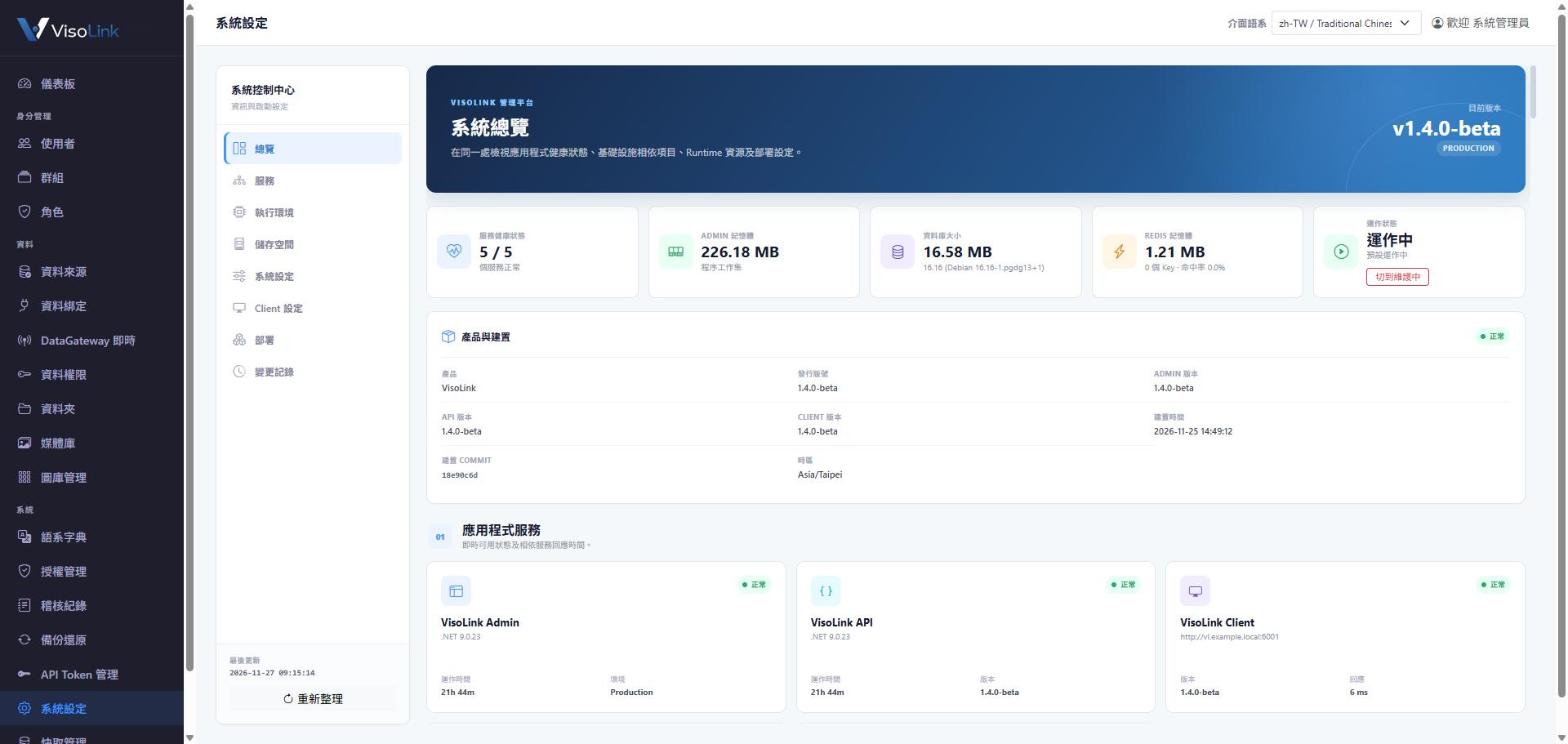 VisoLink
儀表板
身分管理
使用者
群組
角色
資料
資料來源
資料綁定
DataGateway 即時
資料權限
資料夾
媒體庫
圖庫管理
系統
語系字典
授權管理
稽核紀錄
備份還原
API Token 管理
系統設定
快取管理
系統設定
介面語系
zh-TW / Traditional Chines
歡迎 系統管理員
系統控制中心
資訊與啟動設定
總覽
服務
執行環境
儲存空間
系統設定
Client 設定
部署
變更記錄
最後更新
2026-11-27 09:15:14
重新整理
VISOLINK 管理平台
系統總覽
在同一處檢視應用程式健康狀態、基礎設施相依項目、Runtime 資源及部署設定。
目前版本
v1.4.0-beta
PRODUCTION
服務健康狀態
5 / 5
個服務正常
ADMIN 記憶體
226.18 MB
程序工作集
資料庫大小
16.58 MB
16.16 (Debian 16.16-1.pgdg13+1)
REDIS 記憶體
1.21 MB
0 個 Key · 命中率 0.0%
運作狀態
運作中
預設運作中
切到維護中
產品與建置
正常
產品
VisoLink
發行版號
1.4.0-beta
ADMIN 版本
1.4.0-beta
API 版本
1.4.0-beta
CLIENT 版本
1.4.0-beta
建置時間
2026-11-25 14:49:12
建置 COMMIT
18e90c6d
時區
Asia/Taipei
01
應用程式服務
即時可用狀態及相依服務回應時間。
正常
VisoLink Admin
.NET 9.0.23
運作時間
21h 44m
環境
Production
正常
VisoLink API
.NET 9.0.23
運作時間
21h 44m
版本
1.4.0-beta
正常
VisoLink Client
http://vl.example.local:6001
版本
1.4.0-beta
回應
6 ms